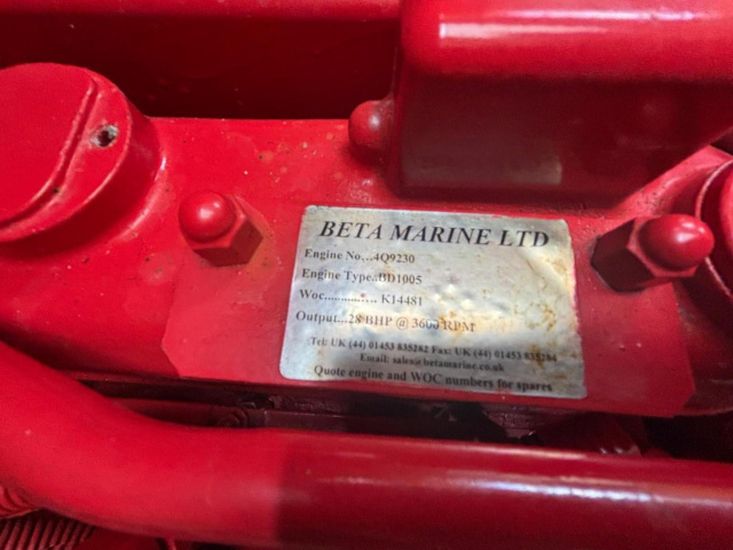 BETA MARINE LTD
Engine No...4Q9230
Engine Type..BD1005
Woc............... K14481
Output...28 BHP @ 3600 RPM
Tel: UK (44) 01453 835282 Fax: UK (44) 01453 835284
Email: sales@betamarine.co.uk
Quote engine and WOC numbers for spares